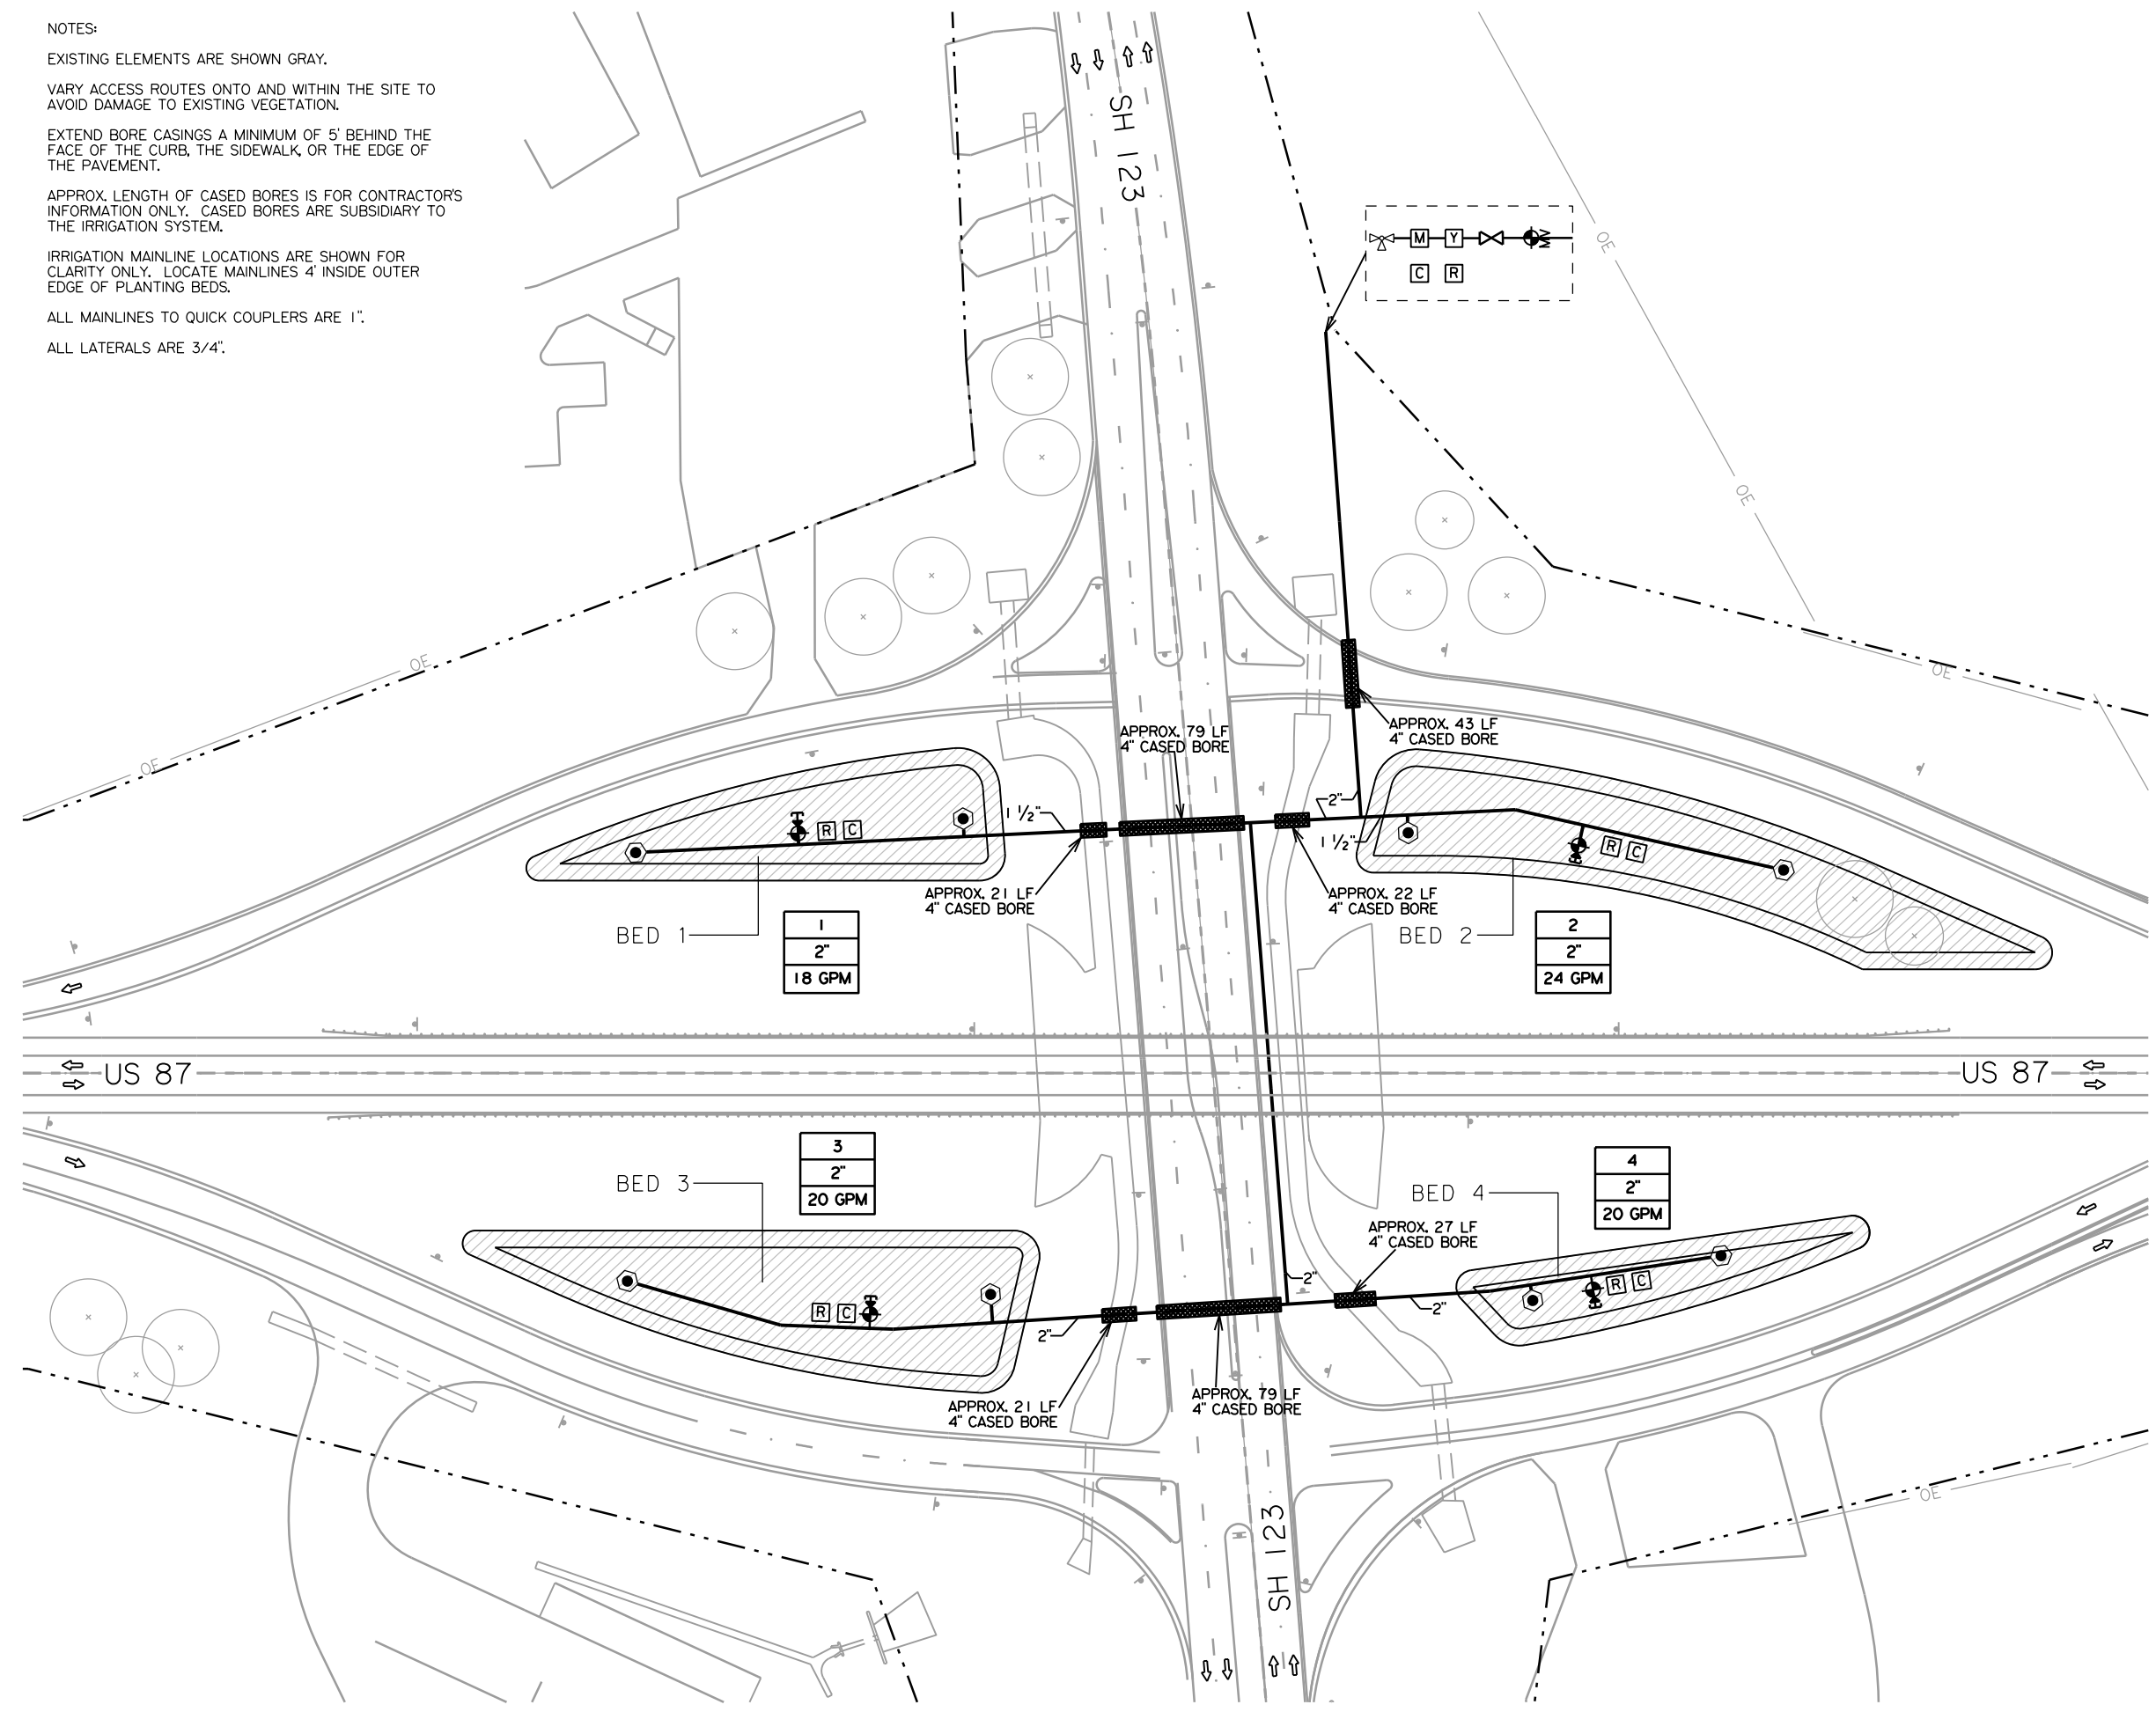 NOTES:
EXISTING ELEMENTS ARE SHOWN GRAY.
VARY ACCESS ROUTES ONTO AND WITHIN THE SITE TO
AVOID DAMAGE TO EXISTING VEGETATION.
EXTEND BORE CASINGS A MINIMUM OF 5' BEHIND THE
FACE OF THE CURB, THE SIDEWALK, OR THE EDGE OF
THE PAVEMENT.
APPROX. LENGTH OF CASED BORES IS FOR CONTRACTOR'S
INFORMATION ONLY. CASED BORES ARE SUBSIDIARY TO
THE IRRIGATION SYSTEM.
IRRIGATION MAINLINE LOCATIONS ARE SHOWN FOR
CLARITY ONLY. LOCATE MAINLINES 4' INSIDE OUTER
EDGE OF PLANTING BEDS.
ALL MAINLINES TO QUICK COUPLERS ARE 1".
ALL LATERALS ARE 3/4".
SH 123
M Y MV
C R
OE
OE
OE
OE
OE
APPROX. 43 LF
4" CASED BORE
APPROX. 79 LF
4" CASED BORE
2"
1 ½"
1 ½"
R C
R C
APPROX. 21 LF
4" CASED BORE
APPROX. 22 LF
4" CASED BORE
BED 1
1
2"
18 GPM
BED 2
2
2"
24 GPM
US 87
US 87
BED 3
3
2"
20 GPM
BED 4
4
2"
20 GPM
APPROX. 27 LF
4" CASED BORE
2"
2"
2"
R C
R C
APPROX. 21 LF
4" CASED BORE
APPROX. 79 LF
4" CASED BORE
OE
SH 123